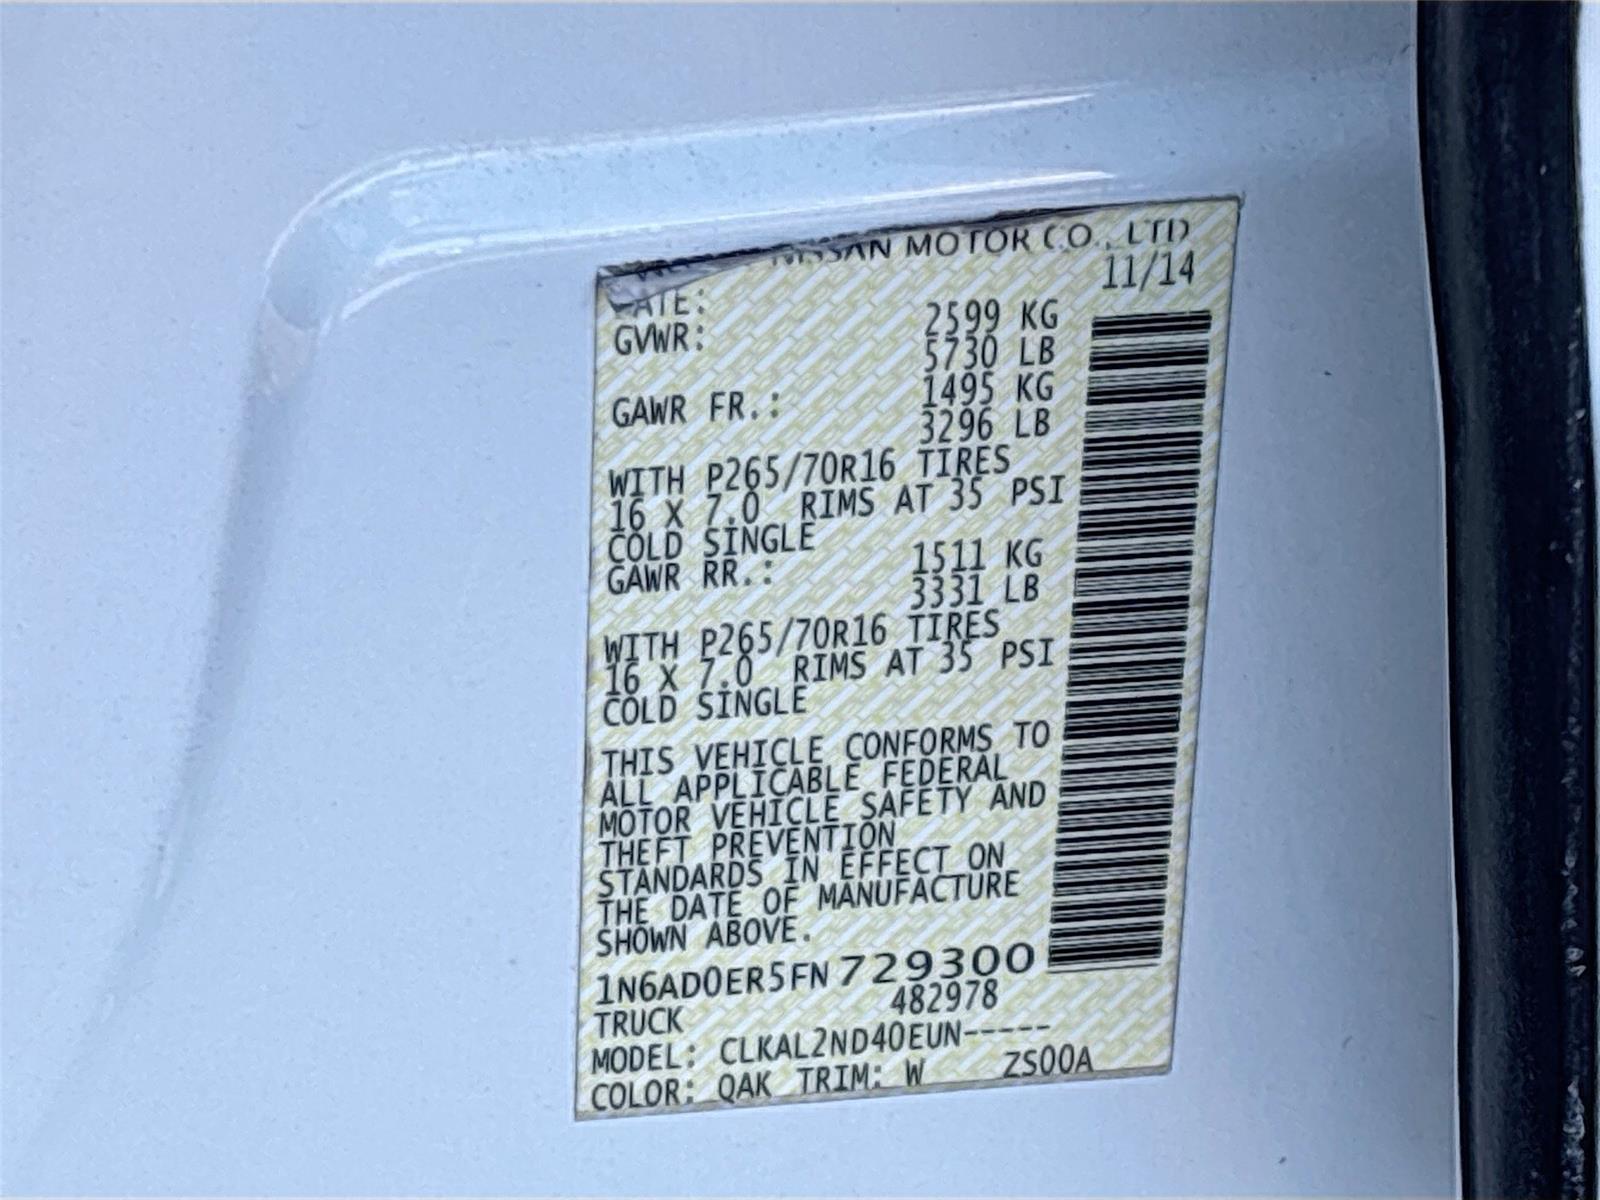 NISSAN MOTOR CO., LTD
DATE: 11/14
GVWR: 2599 KG
5730 LB
GAWR FR.: 1495 KG
3296 LB
WITH P265/70R16 TIRES
16 X 7.0 RIMS AT 35 PSI
COLD SINGLE
GAWR RR.: 1511 KG
3331 LB
WITH P265/70R16 TIRES
16 X 7.0 RIMS AT 35 PSI
COLD SINGLE
THIS VEHICLE CONFORMS TO
ALL APPLICABLE FEDERAL
MOTOR VEHICLE SAFETY AND
THEFT PREVENTION
STANDARDS IN EFFECT ON
THE DATE OF MANUFACTURE
SHOWN ABOVE.
1N6AD0ER5FN729300
TRUCK 482978
MODEL: CLKAL2ND40EUN-----
COLOR: QAK TRIM: W ZS00A